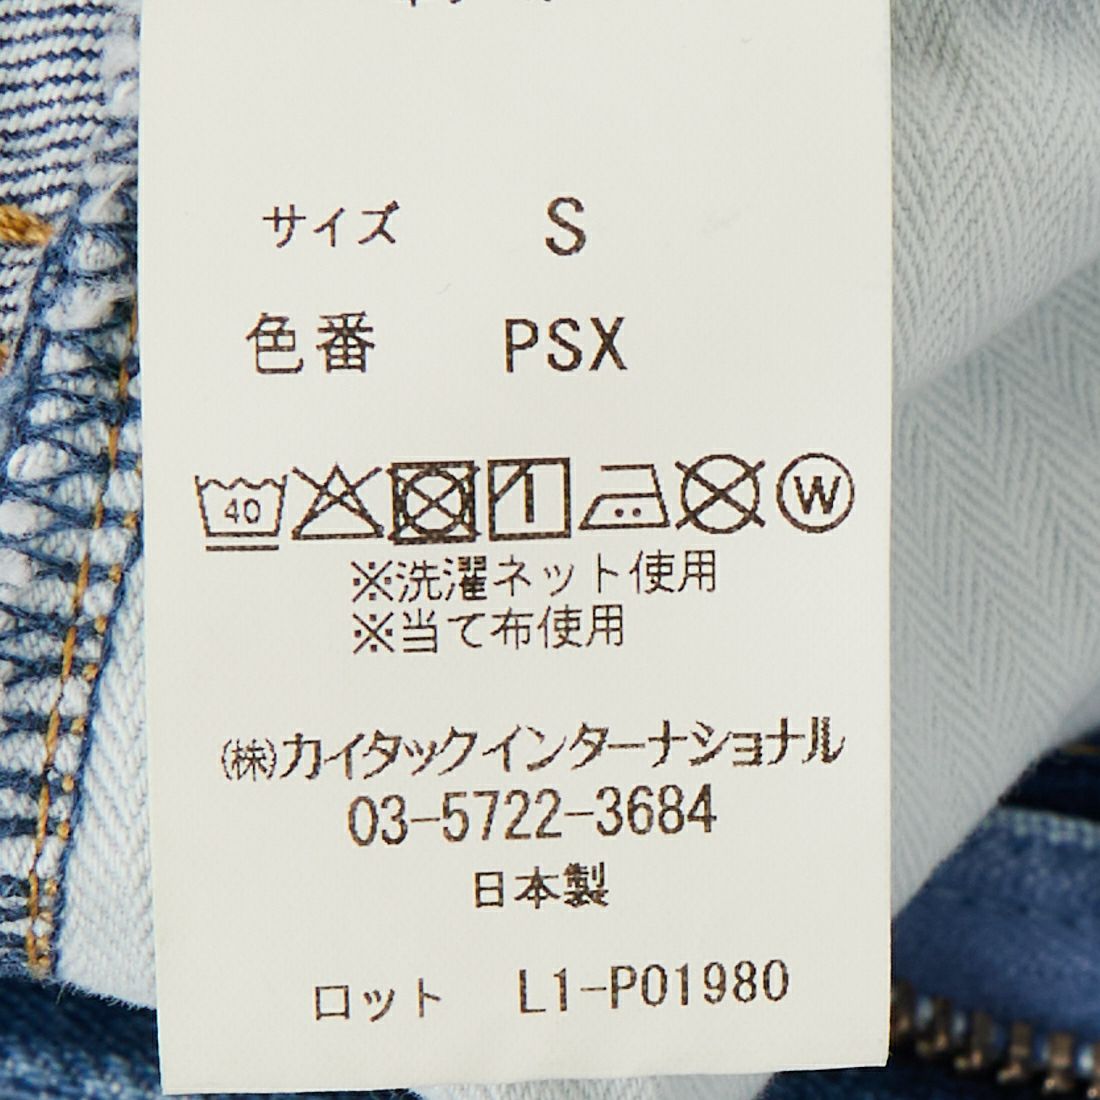 サイズ S
色番 PSX
40 W
※洗濯ネット使用
※当て布使用
(株)カイタックインターナショナル
03-5722-3684
日本製
ロット L1-P01980